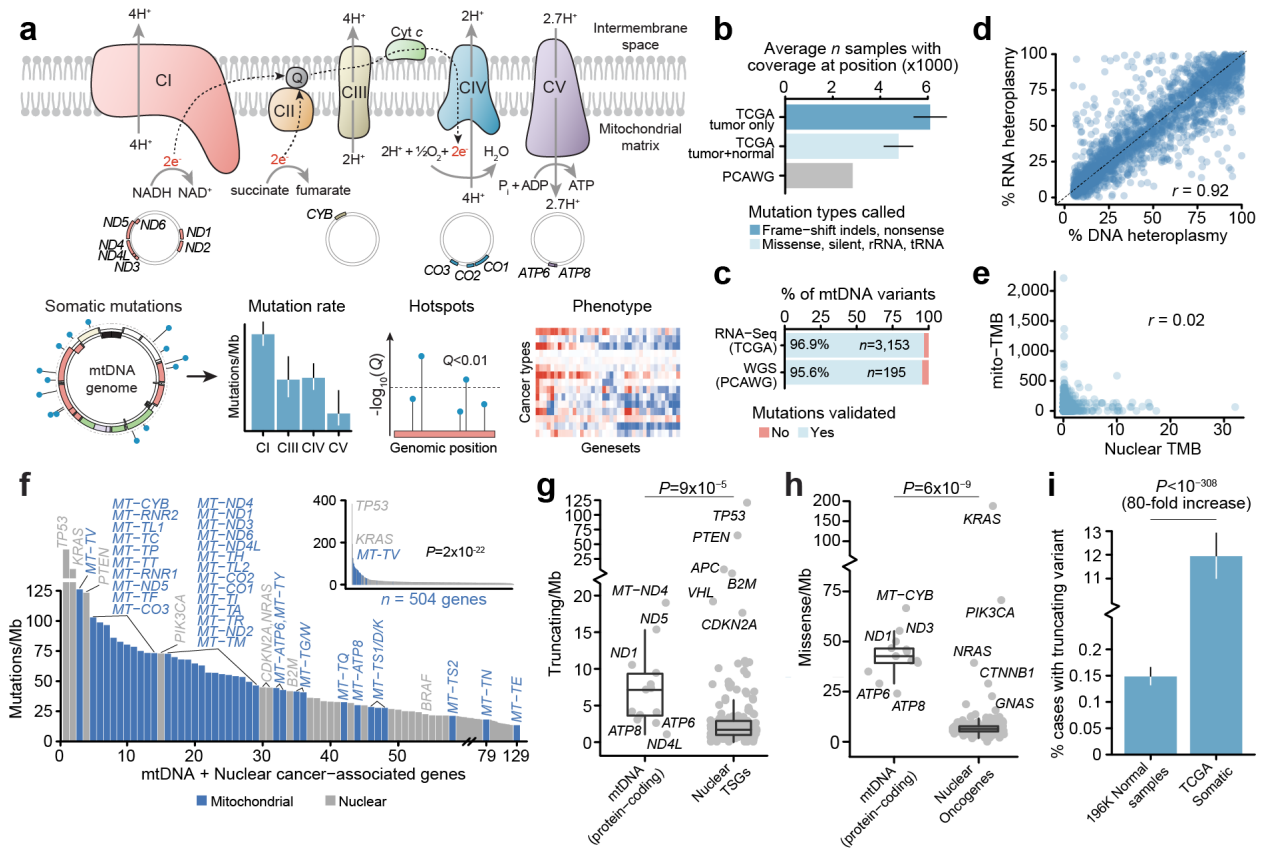 a
4H⁺
4H⁺
Cyt c
2H⁺
2.7H⁺
Intermembrane
space
CI
Q
CII
CIII
CIV
CV
Mitochondrial
matrix
4H⁺
2e⁻
2e⁻
2H⁺
2H⁺ + ½O₂ + 2e⁻
H₂O
NADH NAD⁺
succinate fumarate
4H⁺
Pᵢ + ADP
ATP
2.7H⁺
ND5
ND6
ND4
ND4L
ND3
ND1
ND2
CYB
CO3
CO2
CO1
ATP6
ATP8
Somatic mutations
mtDNA
genome
Mutation rate
Mutations/Mb
CI
CIII
CIV
CV
Hotspots
-log₁₀(Q)
Q<0.01
Genomic position
Phenotype
Cancer types
Genesets
b
Average n samples with
coverage at position (x1000)
0 2 4 6
TCGA
tumor only
TCGA
tumor+normal
PCAWG
Mutation types called
Frame−shift indels, nonsense
Missense, silent, rRNA, tRNA
c
% of mtDNA variants
0 25 50 75 100
RNA−Seq
(TCGA)
96.9% n=3,153
WGS
(PCAWG)
95.6% n=195
Mutations validated
No
Yes
d
% RNA heteroplasmy
100
75
50
25
0
r = 0.92
0 25 50 75 100
% DNA heteroplasmy
e
mito−TMB
2,000
1,500
1,000
500
0
r = 0.02
0 10 20 30
Nuclear TMB
f
Mutations/Mb
125
100
75
50
25
0
TP53
KRAS
MT−TV
PTEN
MT−CYB
MT−RNR2
MT−TL1
MT−TC
MT−TP
MT−TT
MT−RNR1
MT−ND5
MT−TF
MT−CO3
PIK3CA
MT−ND4
MT−ND1
MT−ND3
MT−ND6
MT−ND4L
MT−TH
MT−TL2
MT−CO2
MT−CO1
MT−TI
MT−TA
MT−TR
MT−ND2
MT−TM
CDKN2A,NRAS
MT−ATP6,MT−TY
B2M
MT−TG/W
MT−TQ
MT−ATP8
MT−TS1/D/K
BRAF
MT−TS2
MT−TN
MT−TE
400
200
0
TP53
KRAS
MT−TV
P=2x10⁻²²
n = 504 genes
0 10 20 30 40 50 79 129
mtDNA + Nuclear cancer−associated genes
Mitochondrial
Nuclear
g
P=9x10⁻⁵
Truncating/Mb
125
100
75
50
25
20
15
10
5
0
TP53
PTEN
APC
B2M
VHL
CDKN2A
MT−ND4
ND5
ND1
ATP8
ATP6
ND4L
mtDNA
(protein−coding)
Nuclear
TSGs
h
P=6x10⁻⁹
Missense/Mb
200
150
100
75
50
25
0
KRAS
MT−CYB
PIK3CA
ND1
ND3
NRAS
CTNNB1
ATP6
ATP8
GNAS
mtDNA
(protein−coding)
Nuclear
Oncogenes
i
P<10⁻³⁰⁸
(80-fold increase)
% cases with truncating variant
13
12
11
0.2
0.15
0.1
0.05
0
196K Normal
samples
TCGA
Somatic